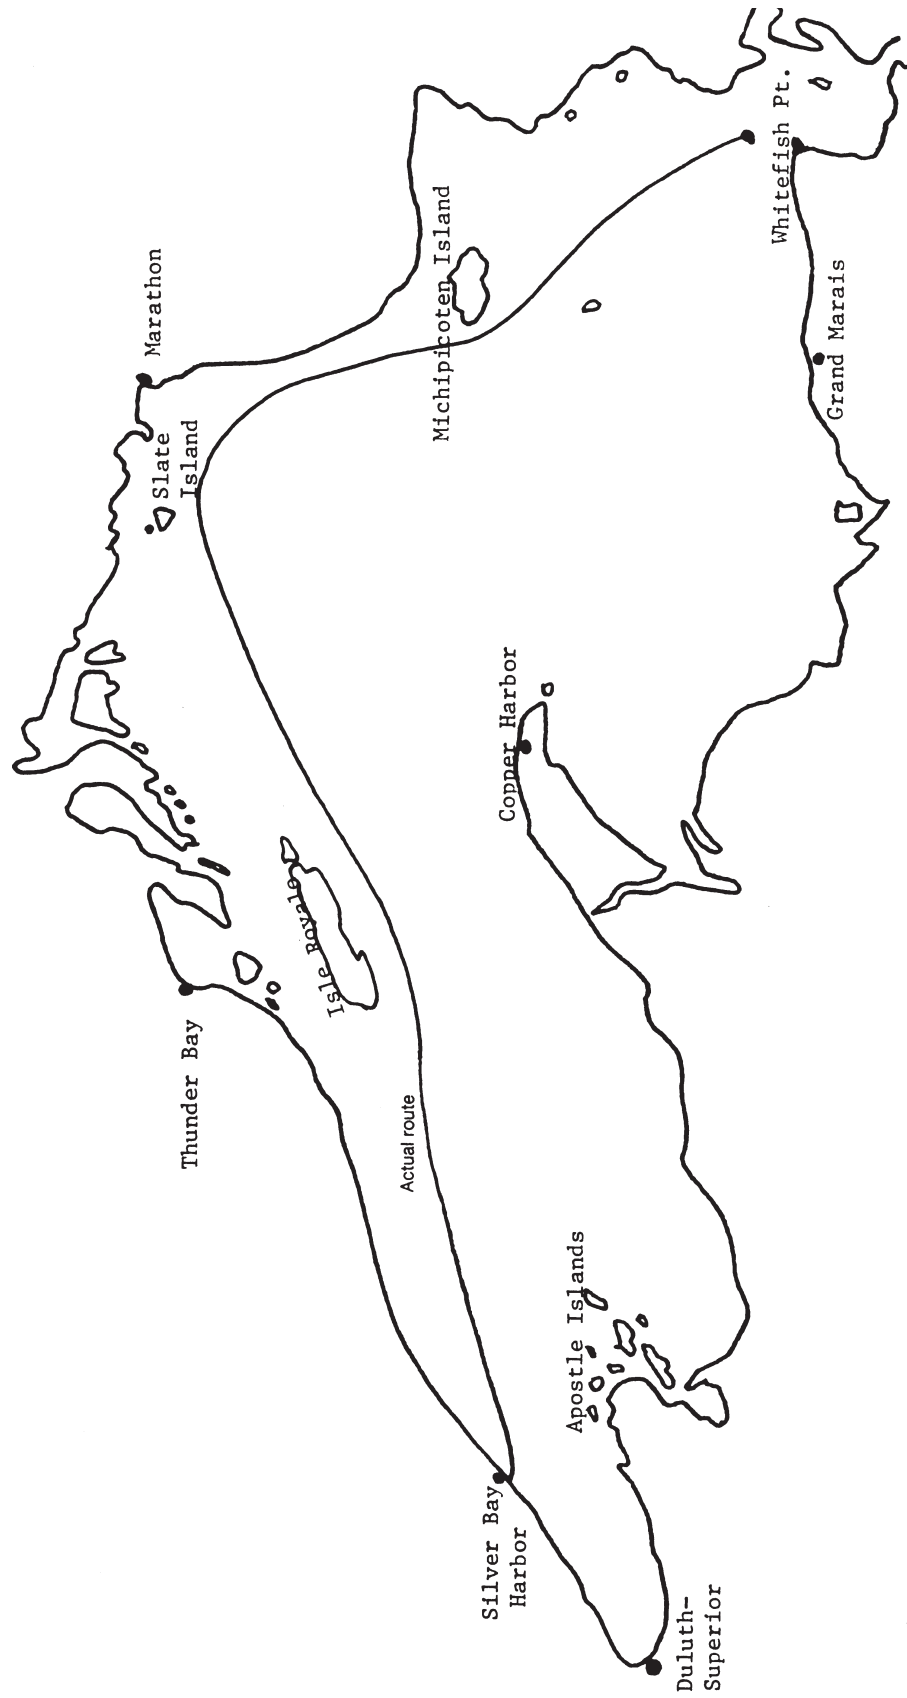 Marathon
Slate
Island
Michipicoten Island
Whitefish Pt.
Grand Marais
Copper Harbor
Isle Royale
Thunder Bay
Actual route
Apostle Islands
Silver Bay
Harbor
Duluth-
Superior